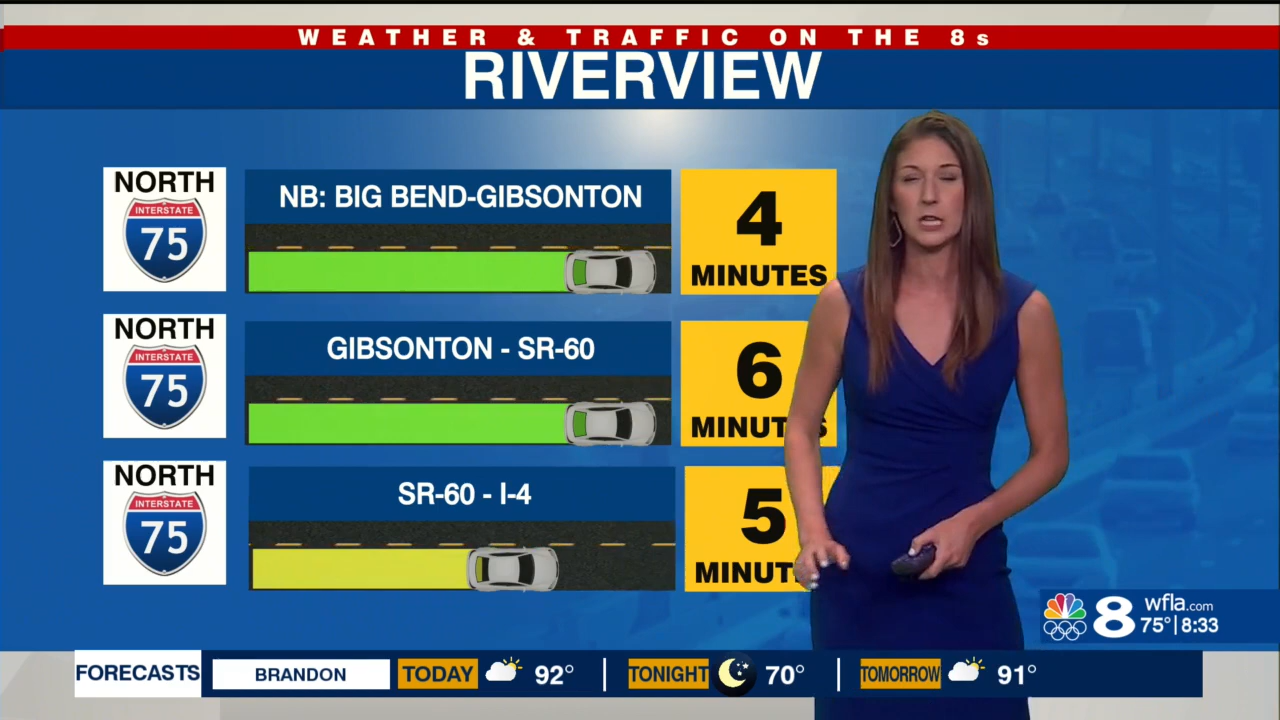 WEATHER & TRAFFIC ON THE 8s
RIVERVIEW
NORTH
INTERSTATE
75
NB: BIG BEND-GIBSONTON
4
MINUTES
NORTH
INTERSTATE
75
GIBSONTON - SR-60
6
MINUTES
NORTH
INTERSTATE
75
SR-60 - I-4
5
MINUT
8
wfla.com
75° | 8:33
FORECASTS
BRANDON
TODAY
92°
TONIGHT
70°
TOMORROW
91°